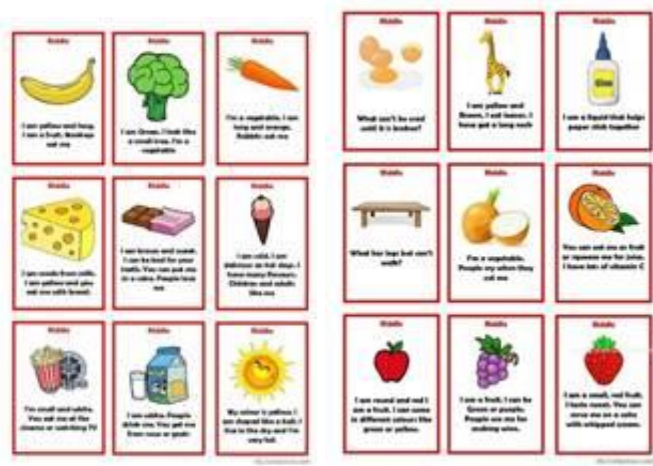 Riddle
I am yellow and long.
I am a fruit. Monkeys
eat me
Riddle
I am Green. I look like
a small tree. I'm a
vegetable
Riddle
I'm a vegetable. I am
long and orange.
Rabbits eat me
Riddle
I am made from milk.
I am yellow and you
eat me with bread.
Riddle
I am brown and sweet.
I can be bad for your
teeth. You can put me
in a cake. People love
me
Riddle
I am cold. I am
delicious on hot days. I
have many flavours.
Children and adults
like me
Riddle
I'm small and white.
You eat me at the
cinema or watching TV
Riddle
I am white. People
drink me. You get me
from cows or goats
Riddle
My colour is yellow. I
am shaped like a ball. I
live in the sky and I'm
very hot
Riddle
What can't be used
until it is broken?
Riddle
I am yellow and
Brown. I eat leaves. I
have got a long neck
Riddle
Glue
I am a liquid that helps
paper stick together
Riddle
What has legs but can't
walk?
Riddle
I'm a vegetable.
People cry when they
cut me
Riddle
You can eat me as fruit
or squeeze me for juice.
I have lots of vitamin C
Riddle
I am round and red I
am a fruit. I can come
in different colours like
green or yellow.
Riddle
I am a fruit. I can be
Green or purple.
People use me for
making wine.
Riddle
I am a small, red fruit.
I taste sweet. You can
serve me on a cake
with whipped cream.